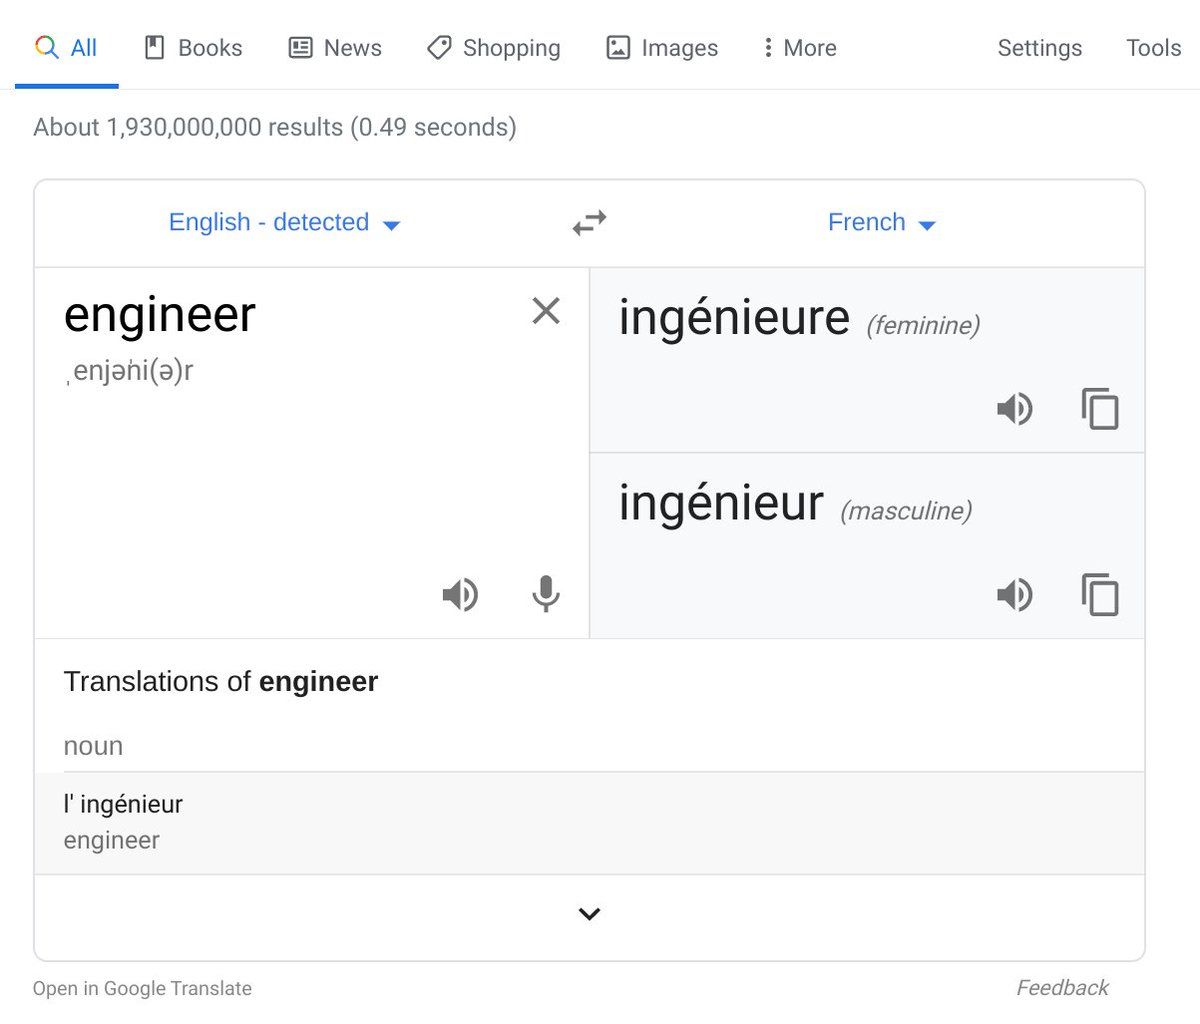 All Books News Shopping Images More Settings Tools
About 1,930,000,000 results (0.49 seconds)
English - detected French
engineer
ˌenjəˈni(ə)r
ingénieure (feminine)
ingénieur (masculine)
Translations of engineer
noun
l' ingénieur
engineer
Open in Google Translate Feedback